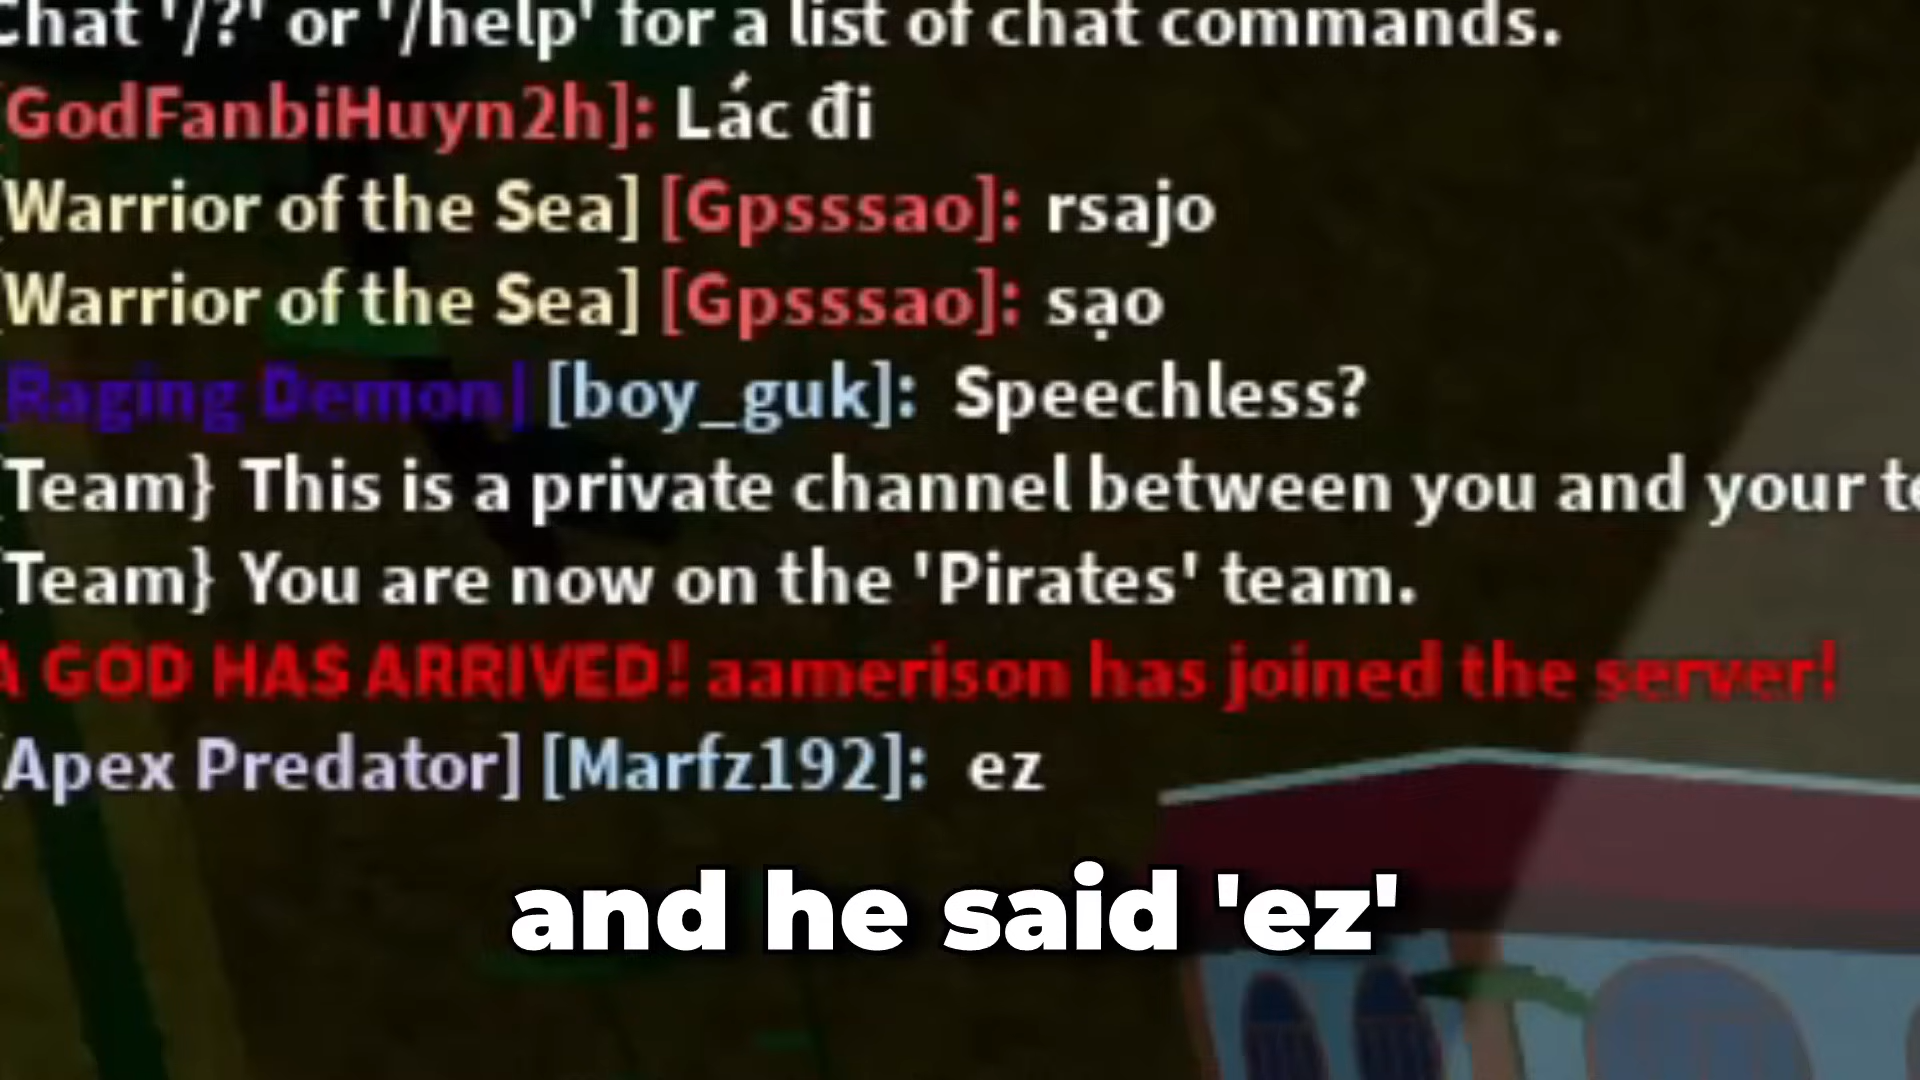 Chat '/?' or '/help' for a list of chat commands.
[GodFanbiHuyn2h]: Lác đi
[Warrior of the Sea] [Gpsssao]: rsajo
[Warrior of the Sea] [Gpsssao]: sạo
[Raging Demon] [boy_guk]: Speechless?
{Team} This is a private channel between you and your
{Team} You are now on the 'Pirates' team.
A GOD HAS ARRIVED! aamerison has joined the server!
[Apex Predator] [Marfz192]: ez
and he said 'ez'